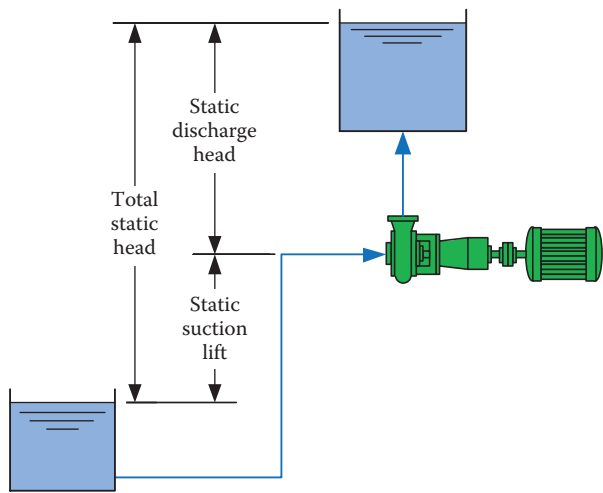 Static
discharge
head
Total
static
head
Static
suction
lift